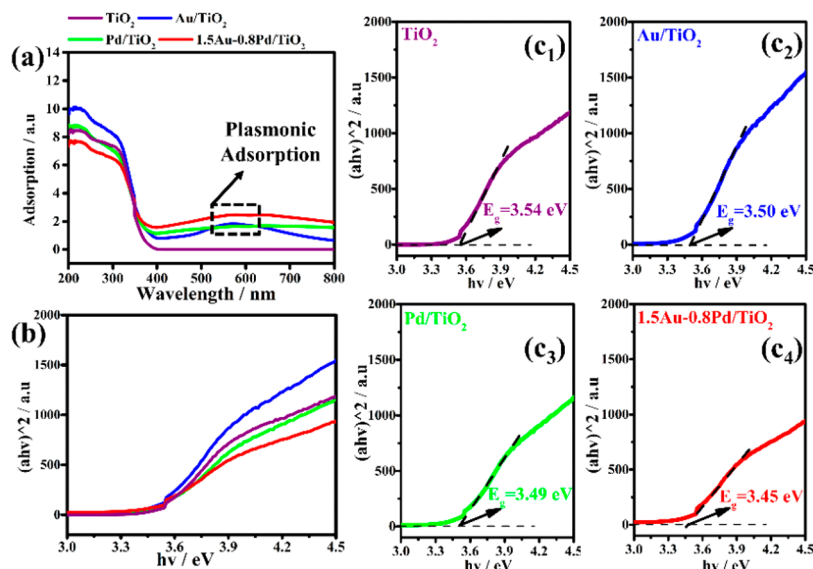 TiO2 Au/TiO2
Pd/TiO2 1.5Au-0.8Pd/TiO2
(a)
14
12
10
8
6
4
2
0
Adsorption / a.u
Plasmonic
Adsorption
200 300 400 500 600 700 800
Wavelength / nm
(c1)
TiO2
2000
1500
1000
500
0
(ahv)^2 / a.u
Eg=3.54 eV
3.0 3.3 3.6 3.9 4.2 4.5
hv / eV
(c2)
Au/TiO2
2000
1500
1000
500
0
(ahv)^2 / a.u
Eg=3.50 eV
3.0 3.3 3.6 3.9 4.2 4.5
hv / eV
(b)
1500
1000
500
0
(ahv)^2 / a.u
3.0 3.3 3.6 3.9 4.2 4.5
hv / eV
(c3)
Pd/TiO2
2000
1500
1000
500
0
(ahv)^2 / a.u
Eg=3.49 eV
3.0 3.3 3.6 3.9 4.2 4.5
hv / eV
(c4)
1.5Au-0.8Pd/TiO2
2000
1500
1000
500
0
(ahv)^2 / a.u
Eg=3.45 eV
3.0 3.3 3.6 3.9 4.2 4.5
hv / eV